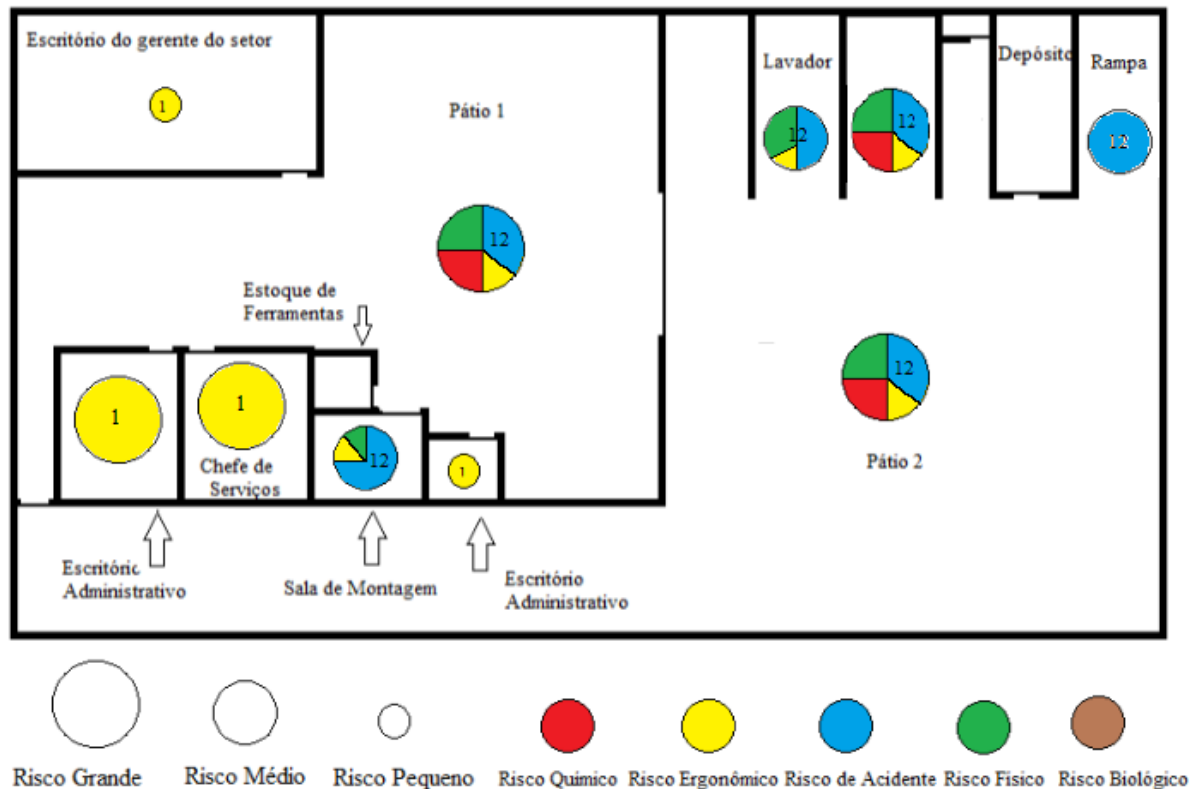 Escritório do gerente do setor
1
Pátio 1
Lavador
12
12
Depósito
Rampa
12
12
Estoque de
Ferramentas
12
Pátio 2
1
1
Chefe de
Serviços
12
1
Escritório
Administrativo
Sala de Montagem
Escritório
Administrativo
Risco Grande
Risco Médio
Risco Pequeno
Risco Químico
Risco Ergonômico
Risco de Acidente
Risco Físico
Risco Biológico